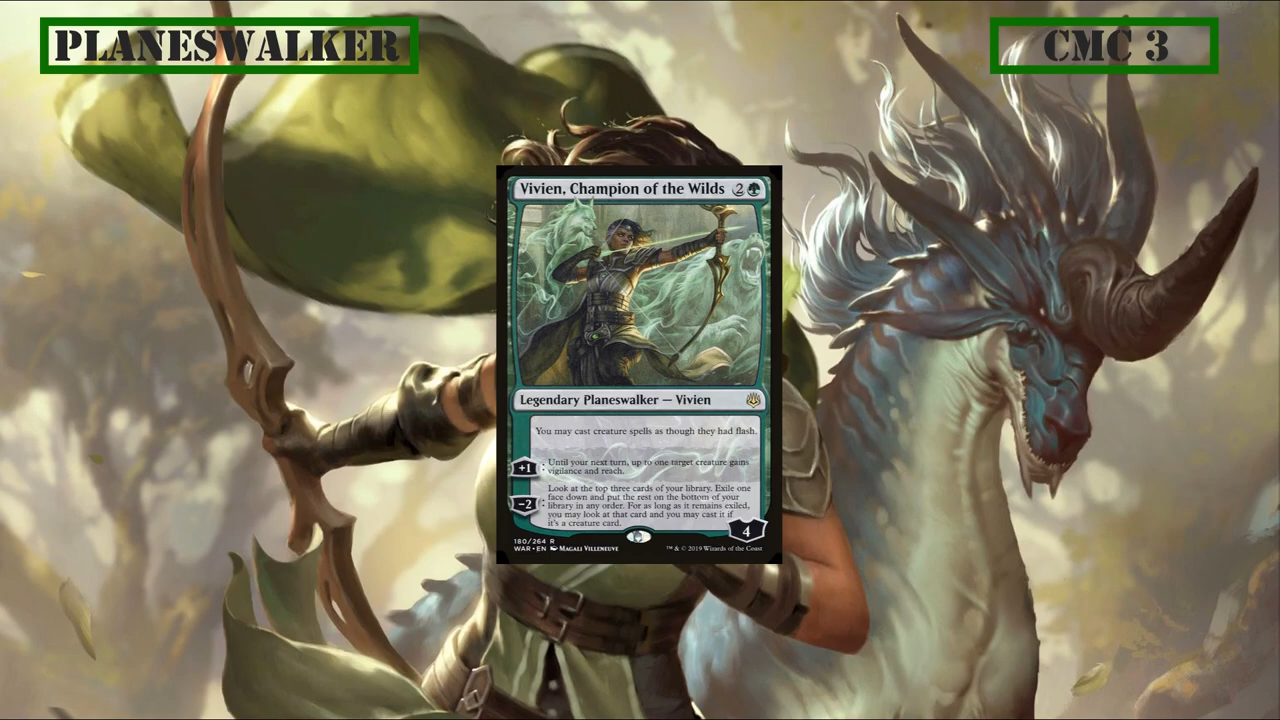 PLANESWALKER
CMC 3
Vivien, Champion of the Wilds 2
Legendary Planeswalker — Vivien
You may cast creature spells as though they had flash.
+1: Until your next turn, up to one target creature gains
vigilance and reach.
−2: Look at the top three cards of your library. Exile one
face down and put the rest on the bottom of your
library in any order. For as long as it remains exiled,
you may look at that card and you may cast it if
it's a creature card.
4
180/264 R
WAR • EN Magali Villeneuve
™ & © 2019 Wizards of the Coast